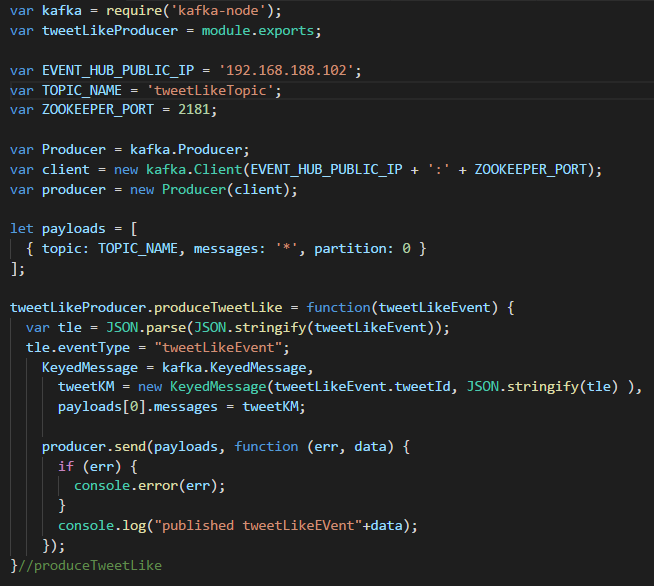 var kafka = require('kafka-node');
var tweetLikeProducer = module.exports;

var EVENT_HUB_PUBLIC_IP = '192.168.188.102';
var TOPIC_NAME = 'tweetLikeTopic';
var ZOOKEEPER_PORT = 2181;

var Producer = kafka.Producer;
var client = new kafka.Client(EVENT_HUB_PUBLIC_IP + ':' + ZOOKEEPER_PORT);
var producer = new Producer(client);

let payloads = [
  { topic: TOPIC_NAME, messages: '*', partition: 0 }
];

tweetLikeProducer.produceTweetLike = function(tweetLikeEvent) {
  var tle = JSON.parse(JSON.stringify(tweetLikeEvent));
  tle.eventType = "tweetLikeEvent";
    KeyedMessage = kafka.KeyedMessage,
      tweetKM = new KeyedMessage(tweetLikeEvent.tweetId, JSON.stringify(tle) ),
      payloads[0].messages = tweetKM;

    producer.send(payloads, function (err, data) {
      if (err) {
        console.error(err);
      }
      console.log("published tweetLikeEVent"+data);
    });
}//produceTweetLike